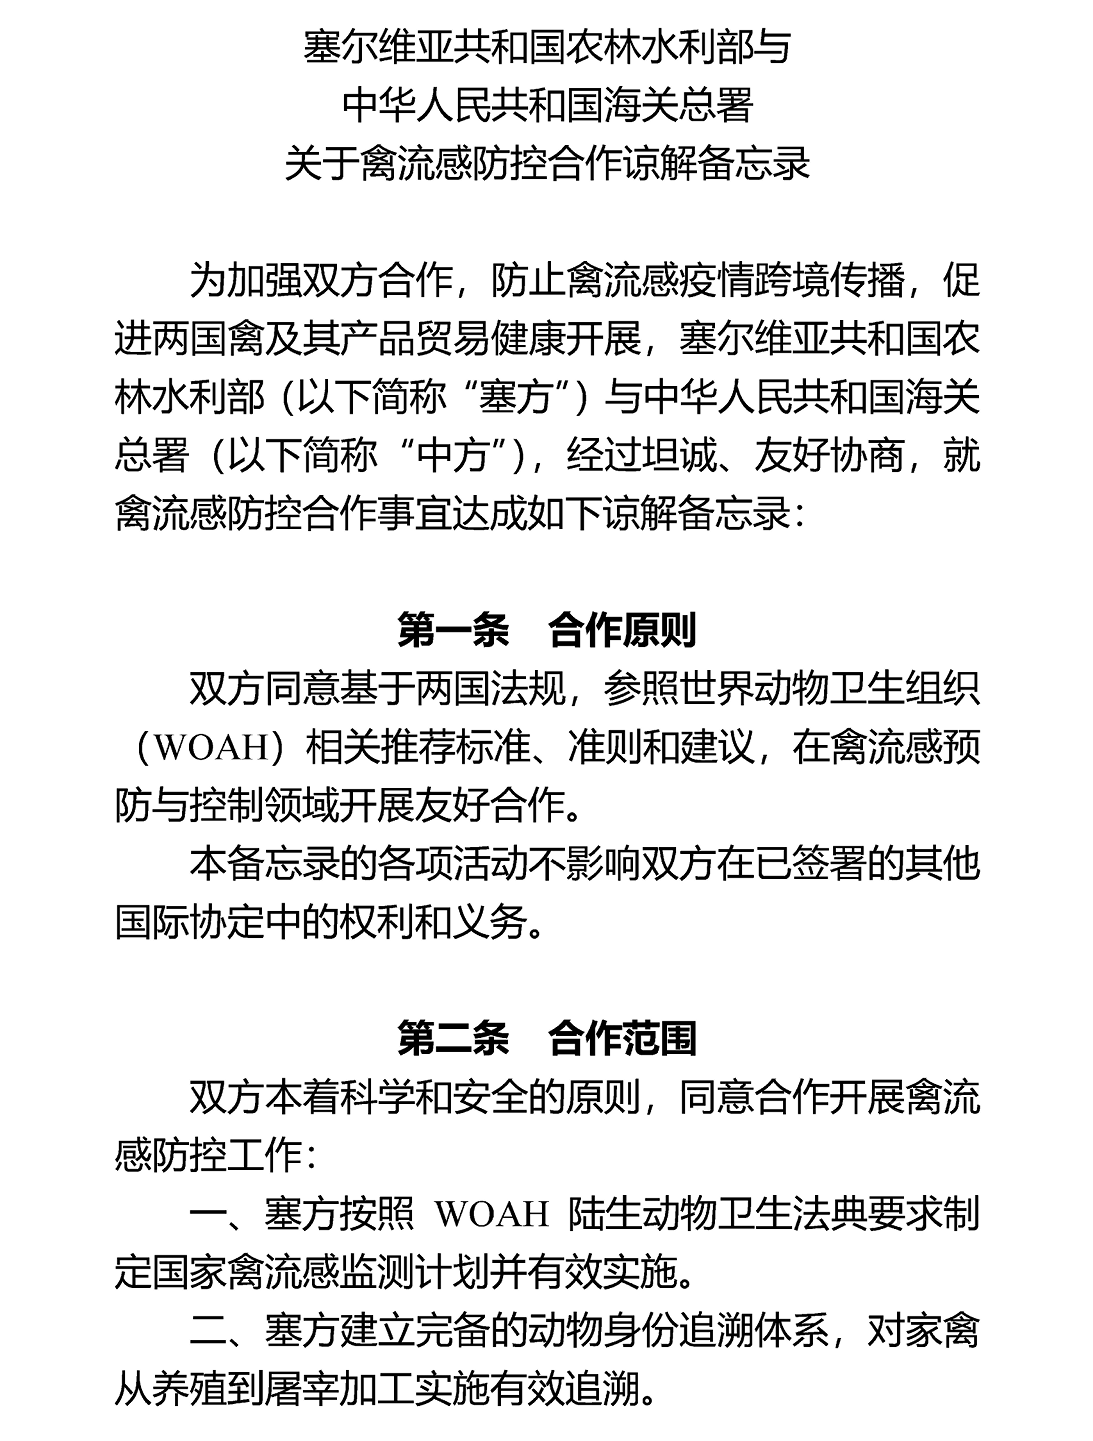 塞尔维亚共和国农林水利部与
中华人民共和国海关总署
关于禽流感防控合作谅解备忘录
为加强双方合作，防止禽流感疫情跨境传播，促
进两国禽及其产品贸易健康开展，塞尔维亚共和国农
林水利部（以下简称“塞方”）与中华人民共和国海关
总署（以下简称“中方”），经过坦诚、友好协商，就
禽流感防控合作事宜达成如下谅解备忘录：
第一条　合作原则
双方同意基于两国法规，参照世界动物卫生组织
（WOAH）相关推荐标准、准则和建议，在禽流感预
防与控制领域开展友好合作。
本备忘录的各项活动不影响双方在已签署的其他
国际协定中的权利和义务。
第二条　合作范围
双方本着科学和安全的原则，同意合作开展禽流
感防控工作：
一、塞方按照 WOAH 陆生动物卫生法典要求制
定国家禽流感监测计划并有效实施。
二、塞方建立完备的动物身份追溯体系，对家禽
从养殖到屠宰加工实施有效追溯。